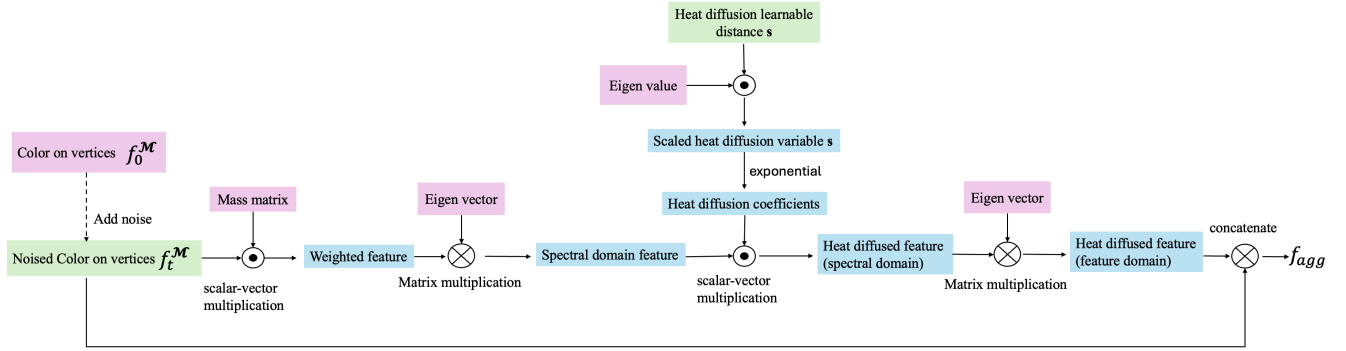 Heat diffusion learnable
distance s
Eigen value
Scaled heat diffusion variable s
exponential
Color on vertices f₀ᴹ
Add noise
Mass matrix
Eigen vector
Heat diffusion coefficients
Eigen vector
concatenate
Noised Color on vertices fₜᴹ
Weighted feature
Spectral domain feature
Heat diffused feature
(spectral domain)
Heat diffused feature
(feature domain)
f_agg
scalar-vector
multiplication
Matrix multiplication
scalar-vector
multiplication
Matrix multiplication